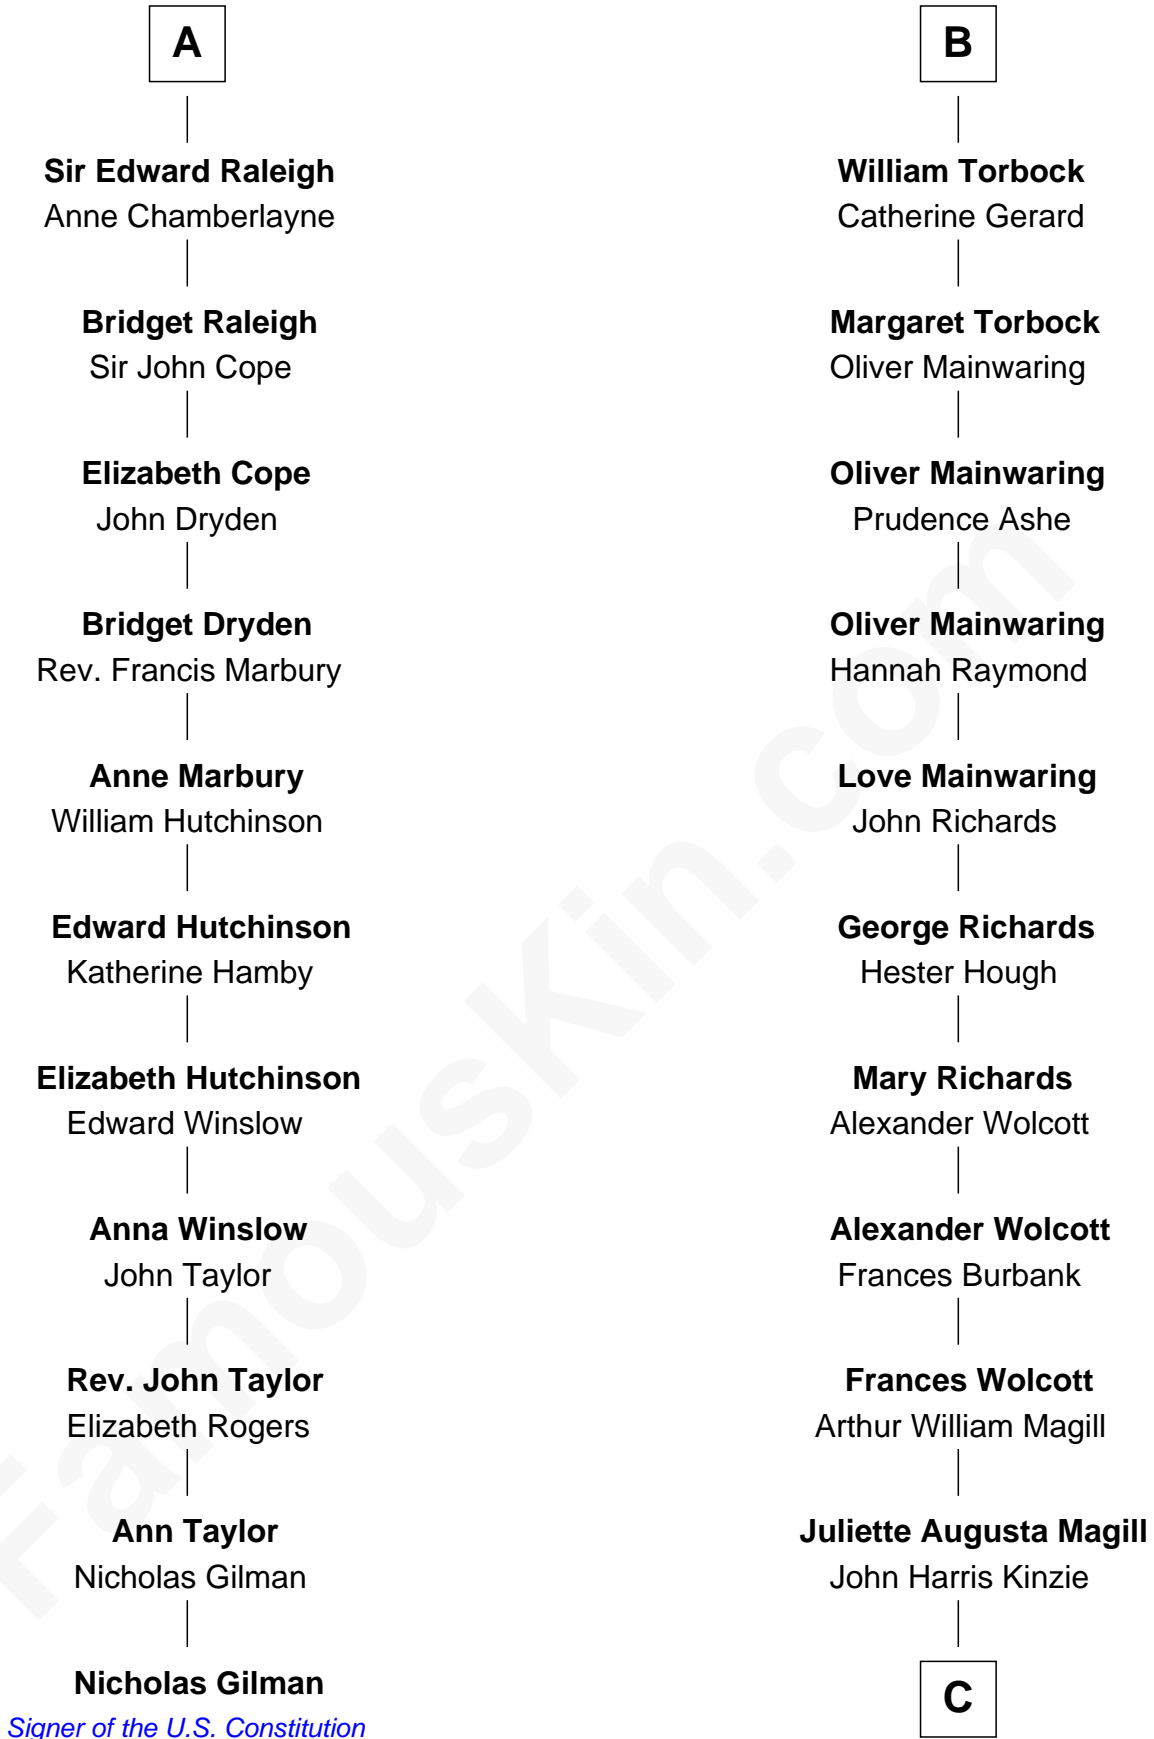 A
Sir Edward Raleigh
Anne Chamberlayne
Bridget Raleigh
Sir John Cope
Elizabeth Cope
John Dryden
Bridget Dryden
Rev. Francis Marbury
Anne Marbury
William Hutchinson
Edward Hutchinson
Katherine Hamby
Elizabeth Hutchinson
Edward Winslow
Anna Winslow
John Taylor
Rev. John Taylor
Elizabeth Rogers
Ann Taylor
Nicholas Gilman
Nicholas Gilman
Signer of the U.S. Constitution
B
William Torbock
Catherine Gerard
Margaret Torbock
Oliver Mainwaring
Oliver Mainwaring
Prudence Ashe
Oliver Mainwaring
Hannah Raymond
Love Mainwaring
John Richards
George Richards
Hester Hough
Mary Richards
Alexander Wolcott
Alexander Wolcott
Frances Burbank
Frances Wolcott
Arthur William Magill
Juliette Augusta Magill
John Harris Kinzie
C
FamousKin.com